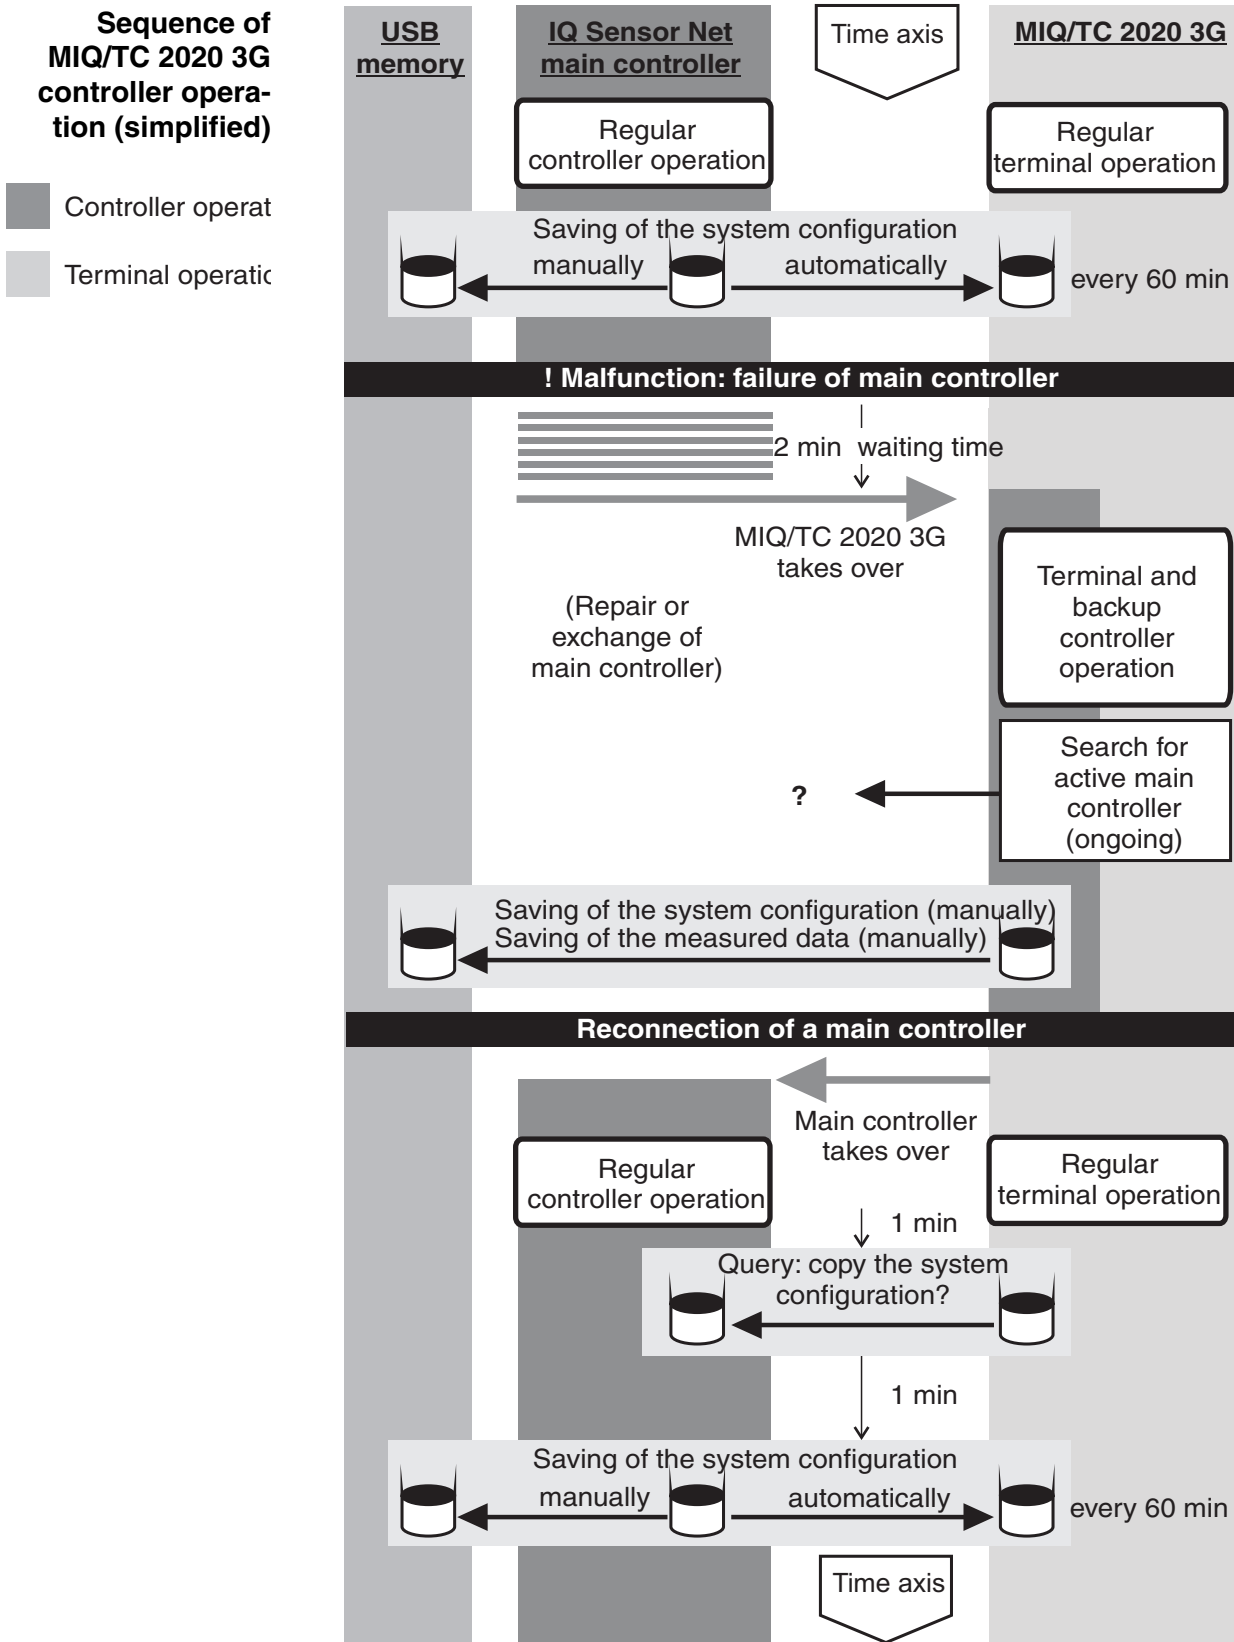 Sequence of
MIQ/TC 2020 3G
controller opera-
tion (simplified)
Controller operat
Terminal operatic
USB
memory
IQ Sensor Net
main controller
Time axis
MIQ/TC 2020 3G
Regular
controller operation
Regular
terminal operation
Saving of the system configuration
manually
automatically
every 60 min
! Malfunction: failure of main controller
2 min waiting time
MIQ/TC 2020 3G
takes over
(Repair or
exchange of
main controller)
Terminal and
backup
controller
operation
Search for
active main
controller
(ongoing)
?
Saving of the system configuration (manually)
Saving of the measured data (manually)
Reconnection of a main controller
Main controller
takes over
Regular
controller operation
Regular
terminal operation
1 min
Query: copy the system
configuration?
1 min
Saving of the system configuration
manually
automatically
every 60 min
Time axis